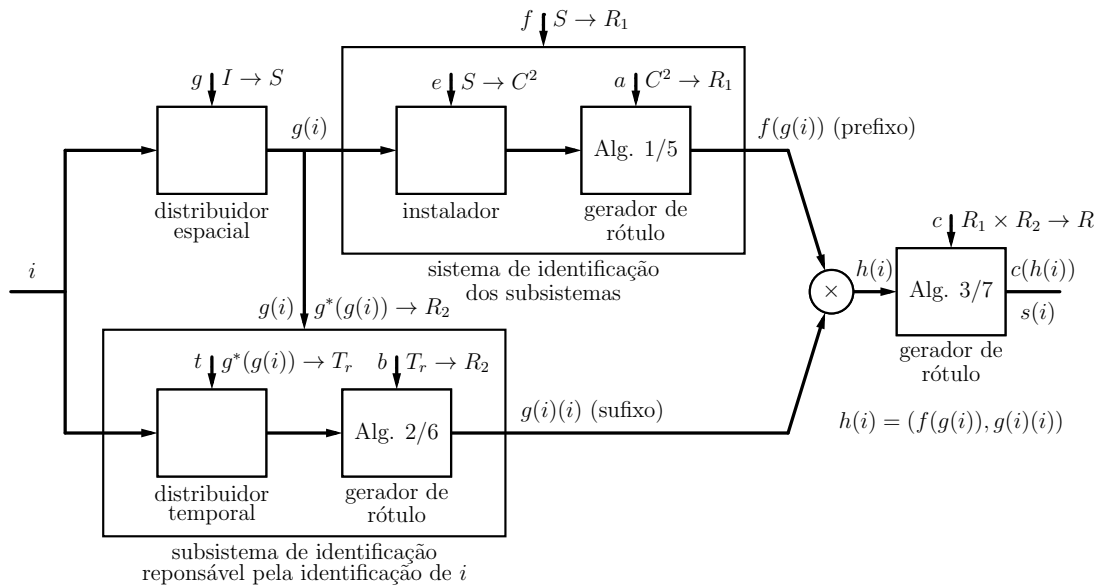 f S → R₁
g I → S
e S → C²
a C² → R₁
g(i)
f(g(i)) (prefixo)
Alg. 1/5
distribuidor
espacial
instalador
gerador de
rótulo
c R₁ × R₂ → R
sistema de identificação
dos subsistemas
i
×
h(i)
Alg. 3/7
c(h(i))
s(i)
g(i) g*(g(i)) → R₂
gerador de
rótulo
t g*(g(i)) → Tᵣ
b Tᵣ → R₂
g(i)(i) (sufixo)
h(i) = (f(g(i)), g(i)(i))
Alg. 2/6
distribuidor
temporal
gerador de
rótulo
subsistema de identificação
reponsável pela identificação de i